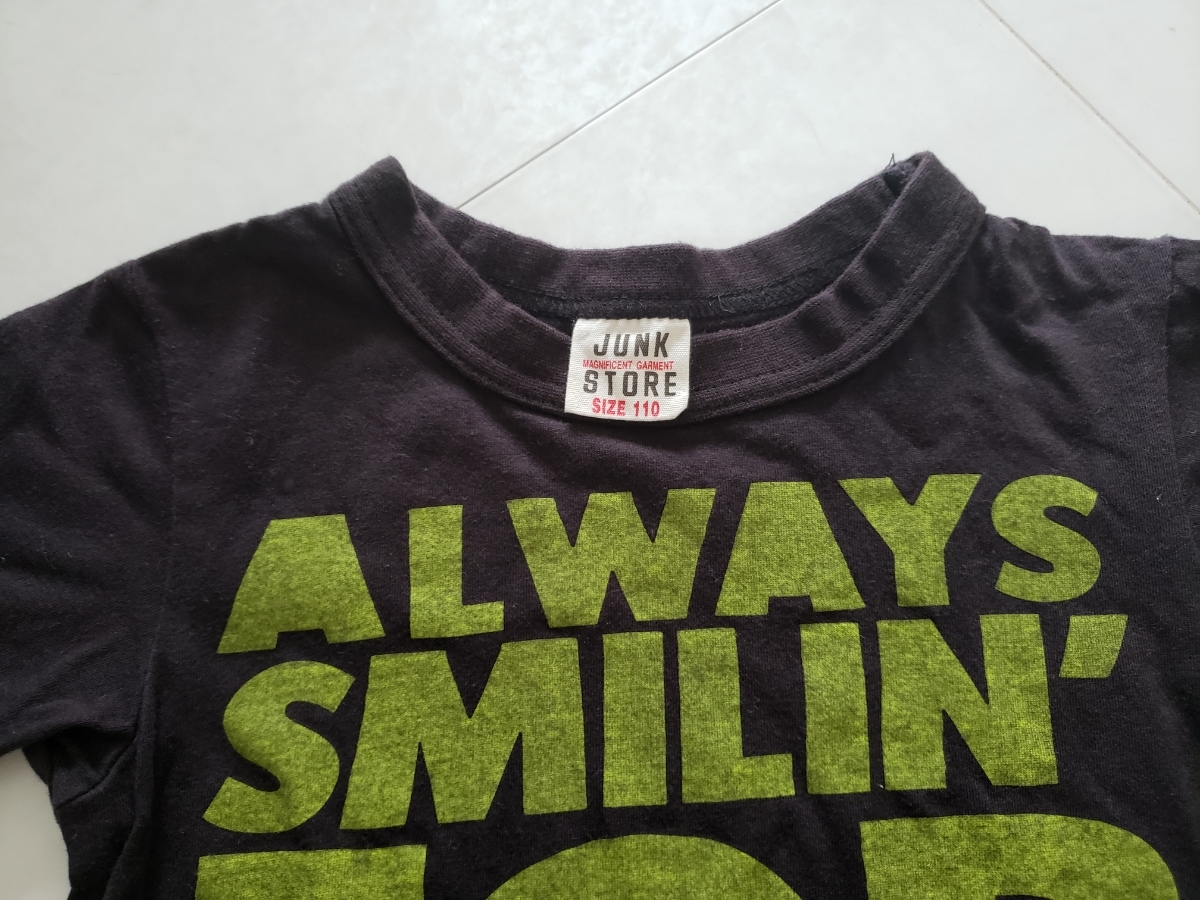 JUNK
MAGNIFICENT GARMENT
STORE
SIZE 110
ALWAYS
SMILIN'